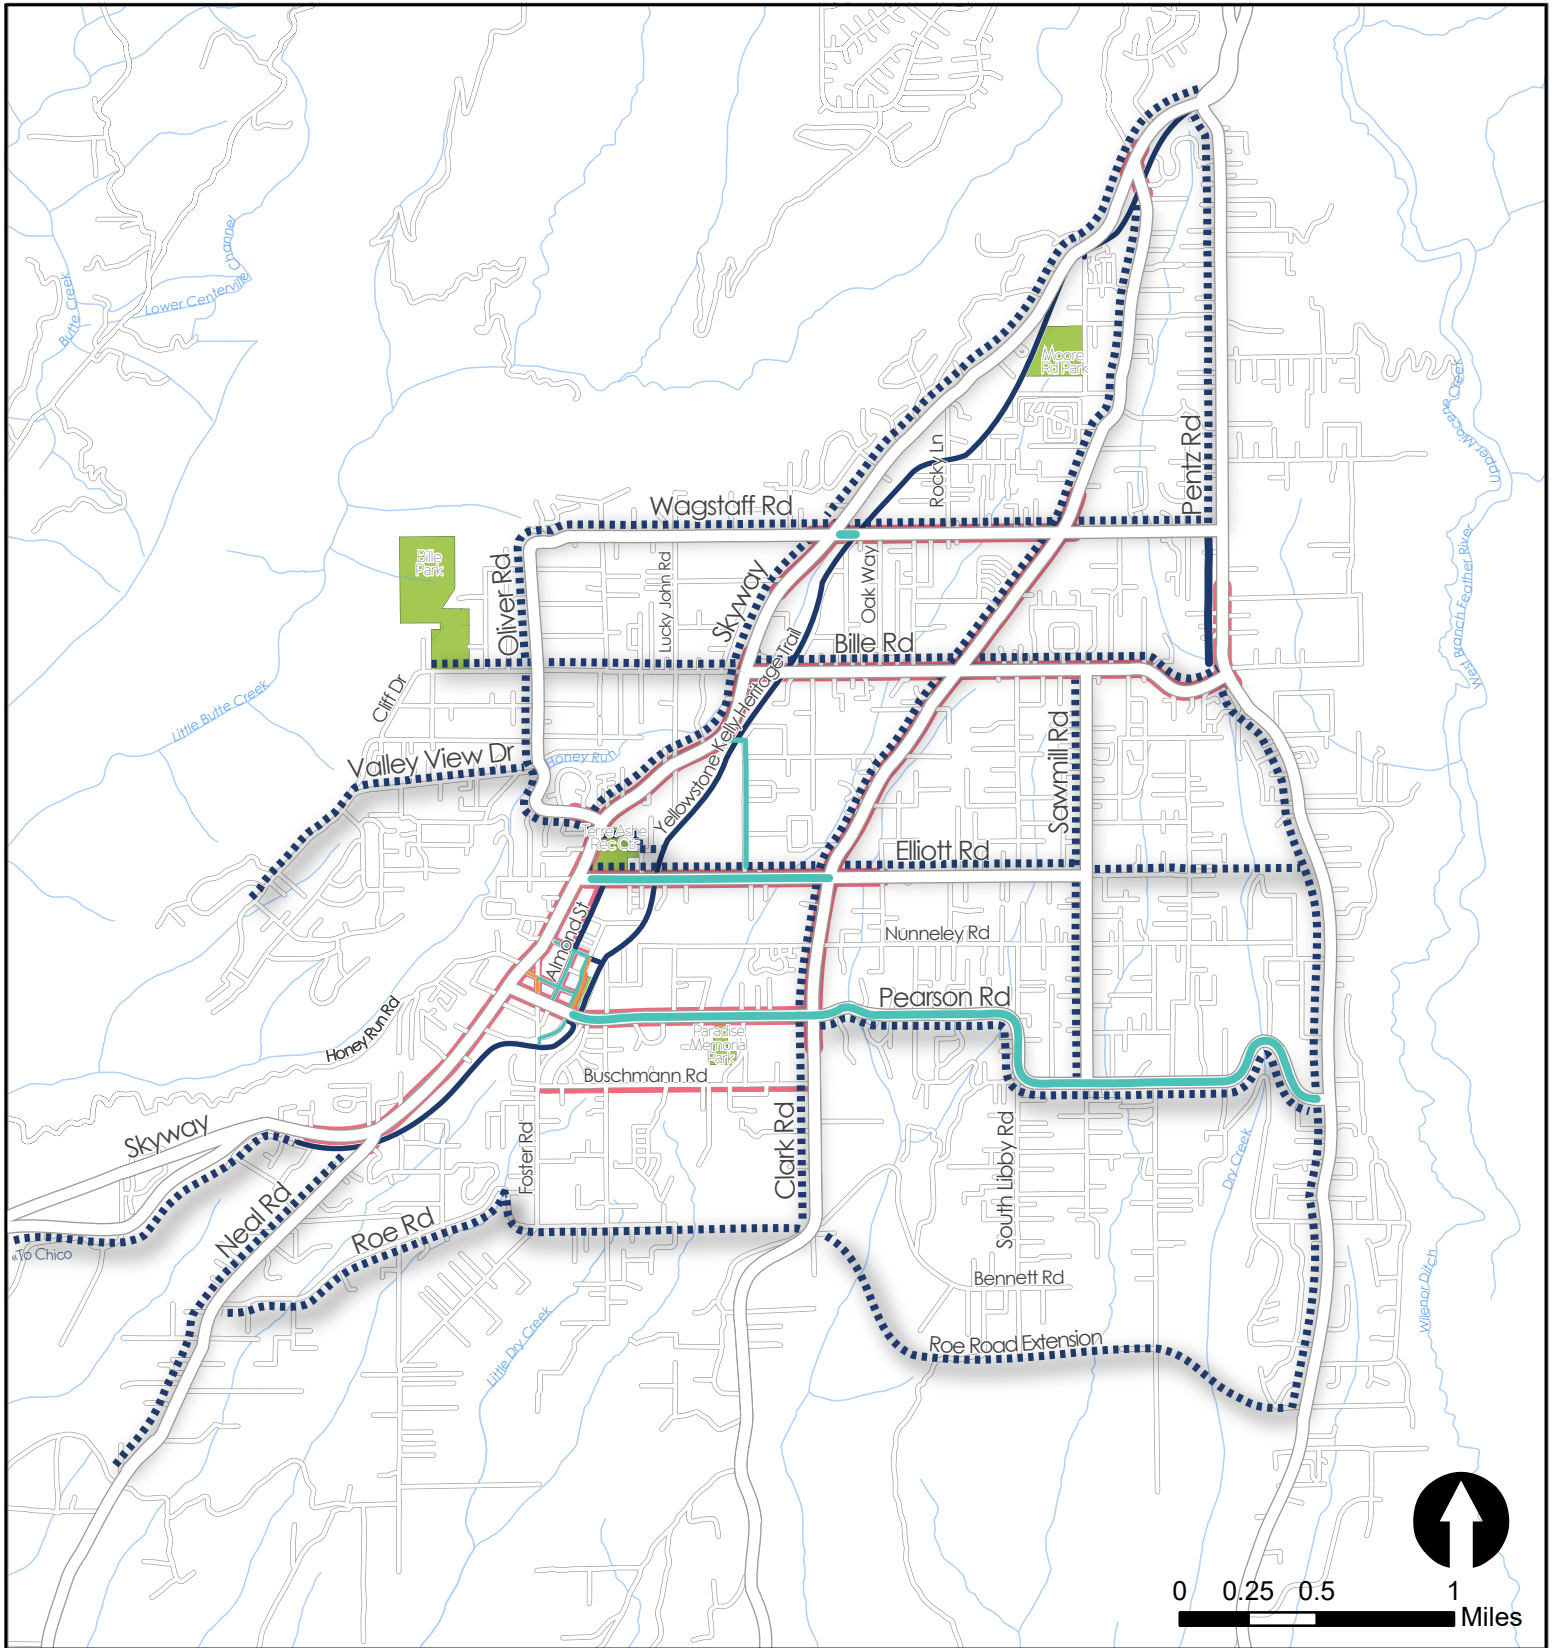 Butte Creek
Lower Centerville Channel
Moore
Rd Park
Upper Miocene Creek
Rocky Ln
Pentz Rd
Wagstaff Rd
Bille
Park
Oliver Rd
Lucky John Rd
Skyway
Oak Way
West Branch Feather River
Bille Rd
Cliff Dr
Little Butte Creek
Yellowstone Kelly Heritage Trail
Sawmill Rd
Valley View Dr
Honey Run
Terre Ashe
Rec Ctr
Elliott Rd
Almond St
Nunneley Rd
Pearson Rd
Honey Run Rd
Paradise
Memorial
Park
Buschmann Rd
Skyway
Foster Rd
Clark Rd
South Libby Rd
Dry Creek
Neal Rd
Roe Rd
«To Chico
Bennett Rd
Wilenor Ditch
Little Dry Creek
Roe Road Extension
0 0.25 0.5 1
Miles